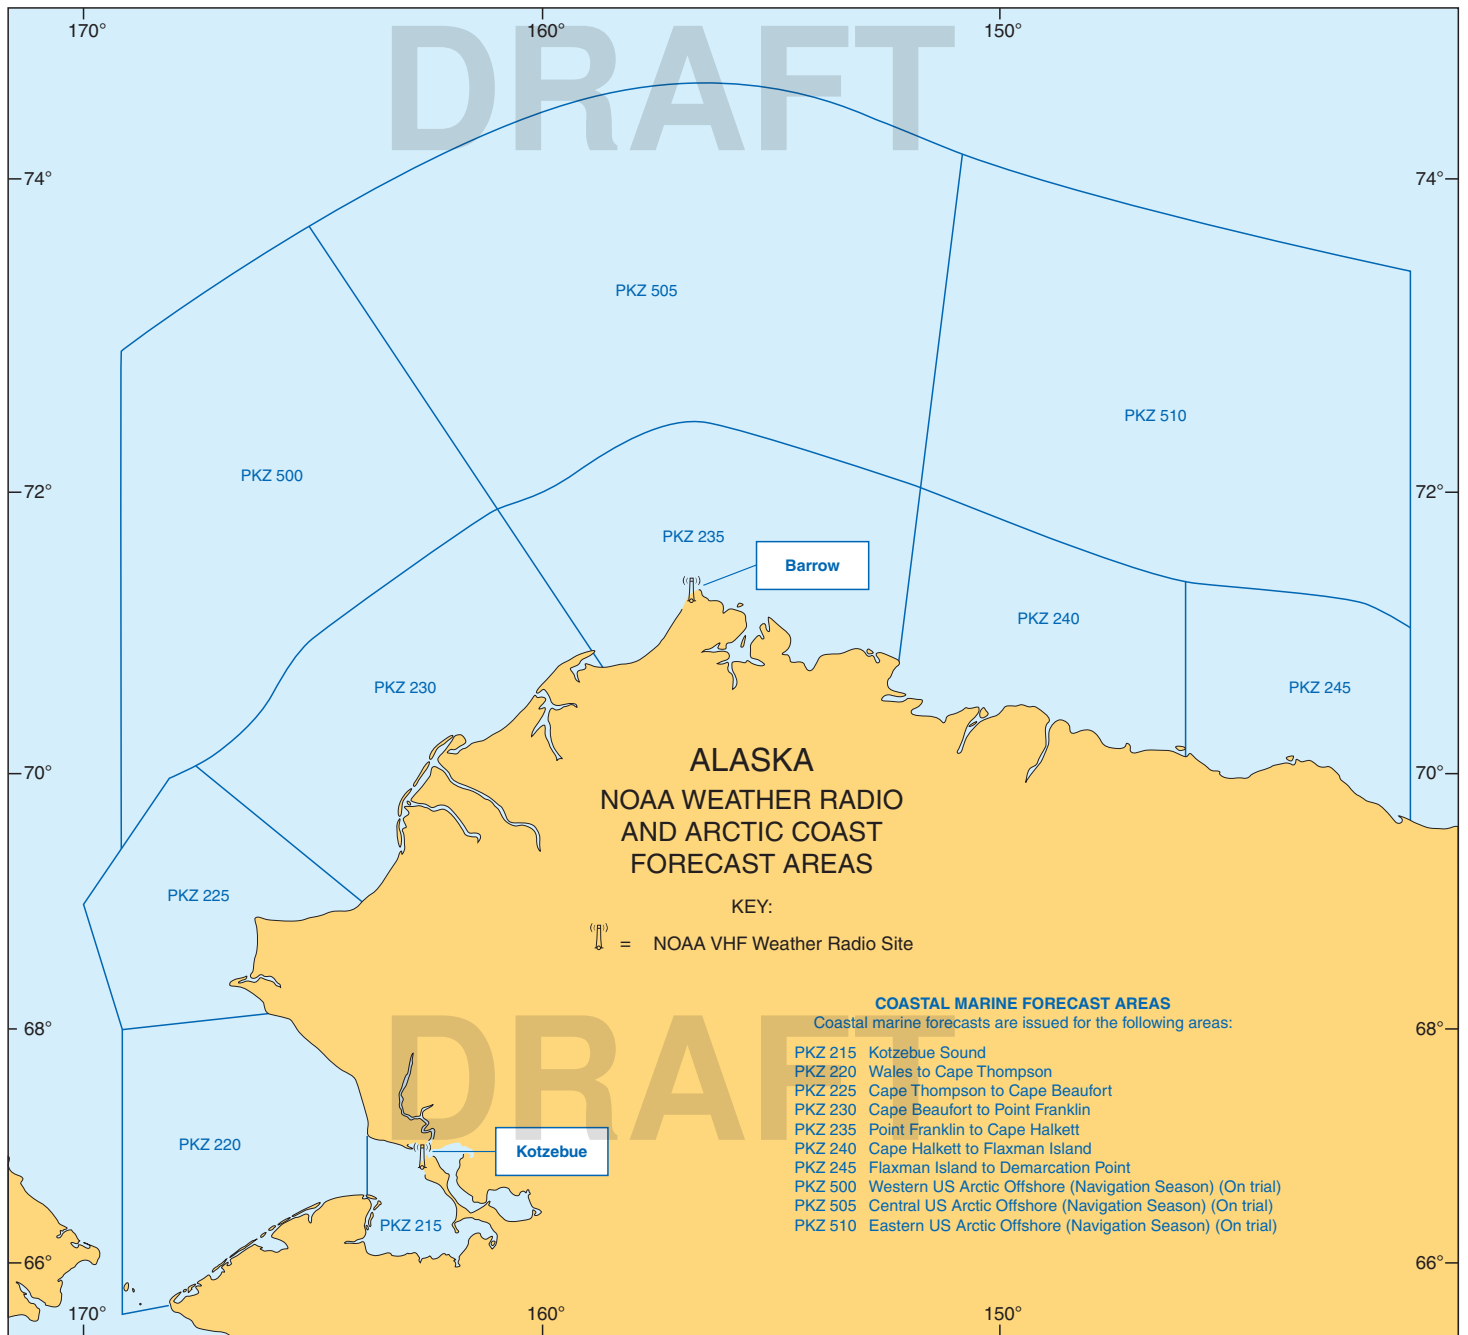 170°
160°
150°
DRAFT
74°
74°
PKZ 505
PKZ 510
PKZ 500
72°
72°
PKZ 235
Barrow
PKZ 240
PKZ 230
PKZ 245
ALASKA
NOAA WEATHER RADIO
AND ARCTIC COAST
FORECAST AREAS
70°
70°
PKZ 225
KEY:
= NOAA VHF Weather Radio Site
COASTAL MARINE FORECAST AREAS
Coastal marine forecasts are issued for the following areas:
68°
68°
DRAFT
PKZ 215 Kotzebue Sound
PKZ 220 Wales to Cape Thompson
PKZ 225 Cape Thompson to Cape Beaufort
PKZ 230 Cape Beaufort to Point Franklin
PKZ 235 Point Franklin to Cape Halkett
PKZ 240 Cape Halkett to Flaxman Island
PKZ 245 Flaxman Island to Demarcation Point
PKZ 500 Western US Arctic Offshore (Navigation Season) (On trial)
PKZ 505 Central US Arctic Offshore (Navigation Season) (On trial)
PKZ 510 Eastern US Arctic Offshore (Navigation Season) (On trial)
PKZ 220
Kotzebue
PKZ 215
66°
66°
170°
160°
150°